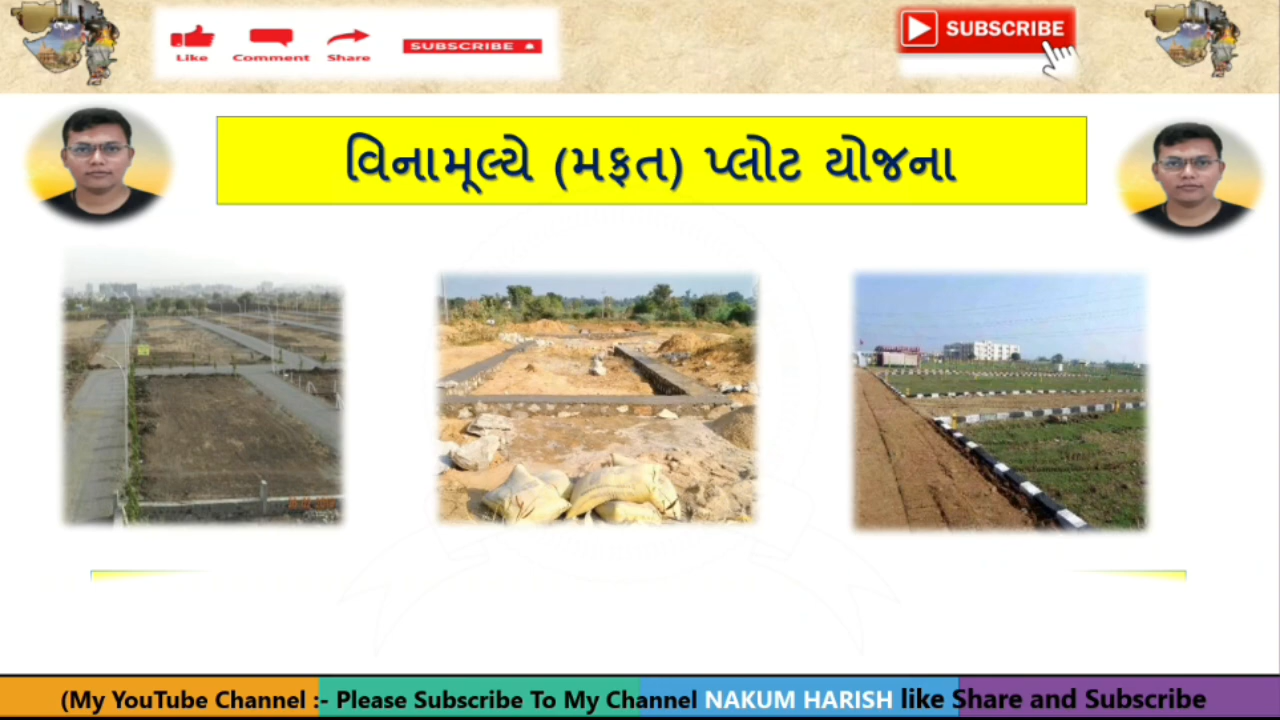 Like Comment Share SUBSCRIBE
SUBSCRIBE
વિનામૂલ્યે (મફત) પ્લોટ યોજના
(My YouTube Channel :- Please Subscribe To My Channel NAKUM HARISH like Share and Subscribe